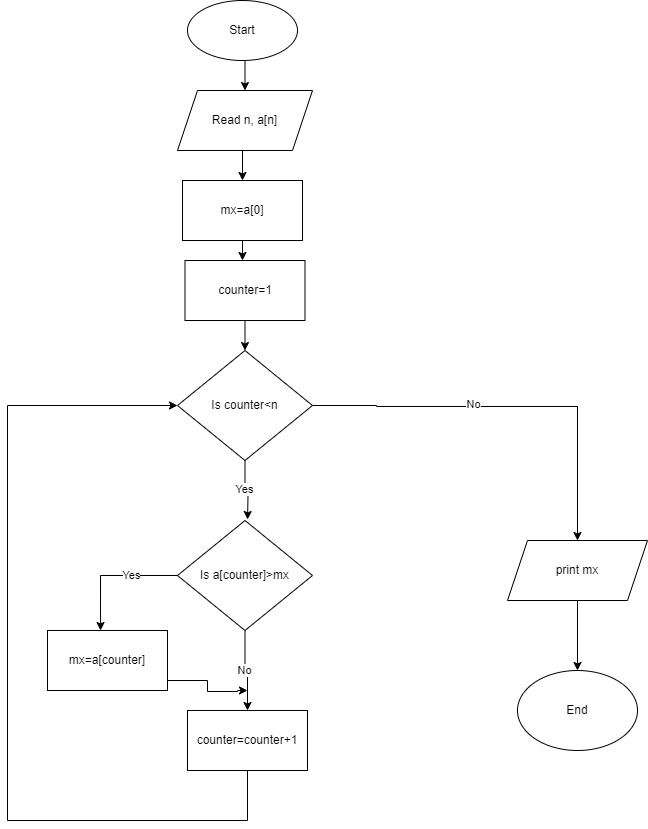 Start
Read n, a[n]
mx=a[0]
counter=1
Is counter<n
No
Yes
Is a[counter]>mx
Yes
print mx
mx=a[counter]
No
End
counter=counter+1